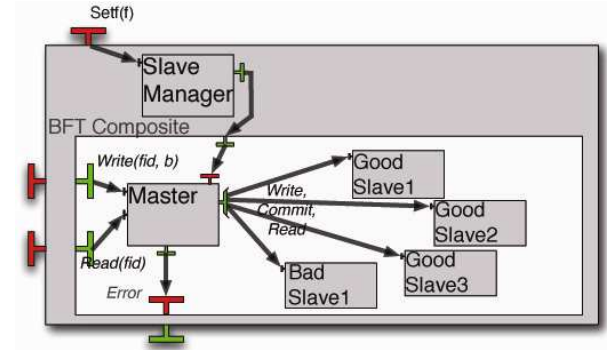 Setf(f)
Slave
Manager
BFT Composite
Write(fid, b)
Master
Read(fid)
Error
Write,
Commit,
Read
Good
Slave1
Good
Slave2
Good
Slave3
Bad
Slave1